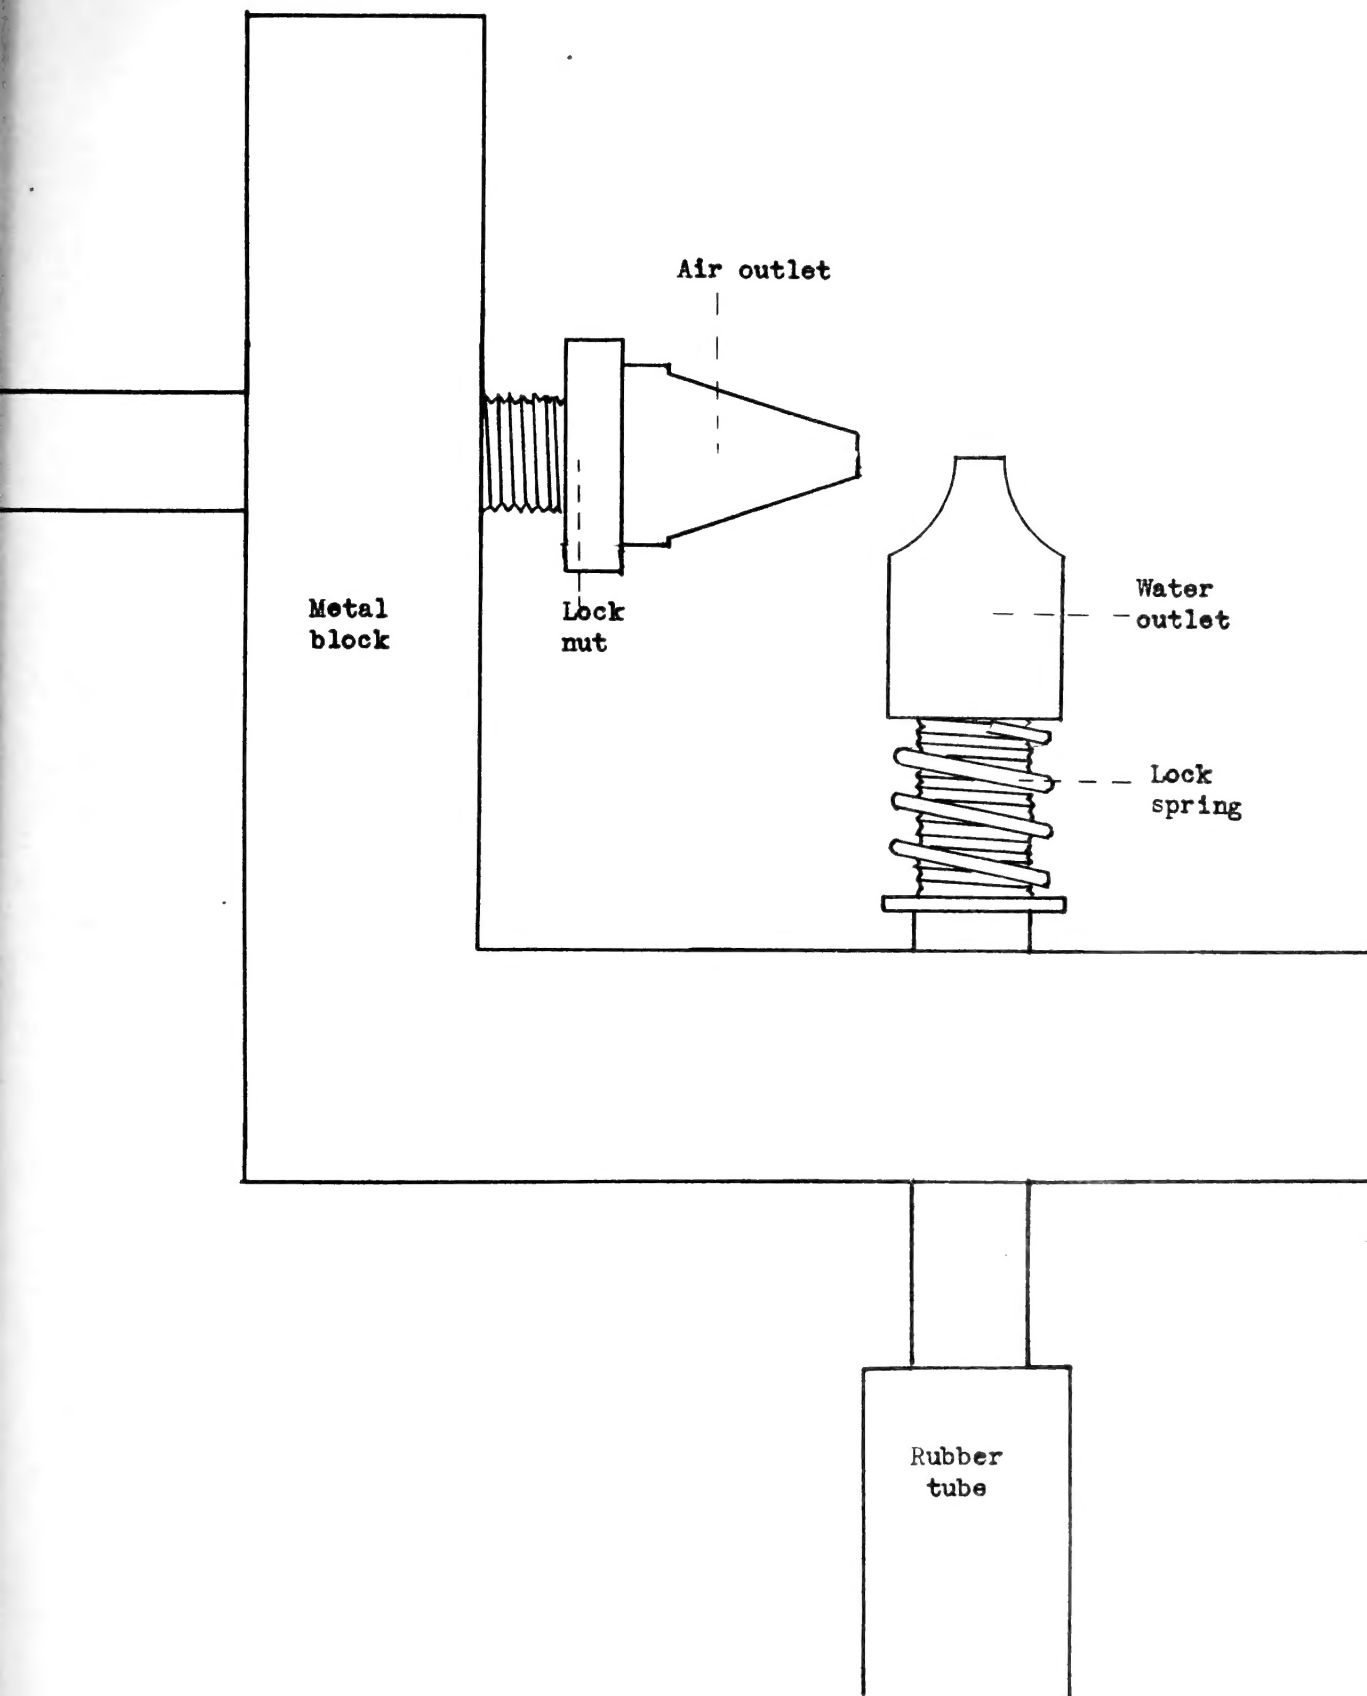 Air outlet
Metal
block
Lock
nut
Water
outlet
Lock
spring
Rubber
tube